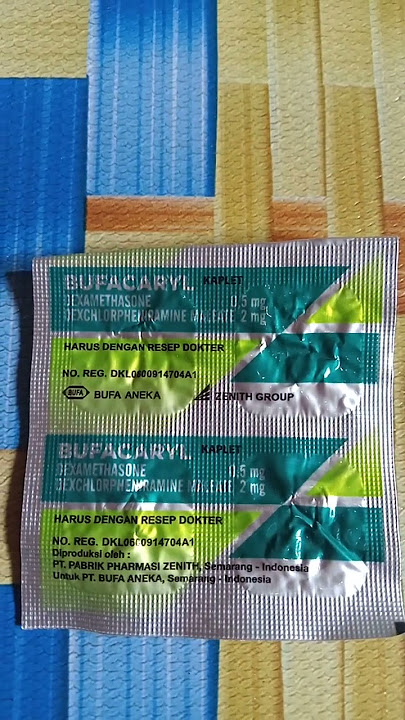 BUFACARYL KAPLET
DEXAMETHASONE 0,5 mg
DEXCHLORPHENIRAMINE MALEATE 2 mg
HARUS DENGAN RESEP DOKTER
NO. REG. DKL0600914704A1
BUFA BUFA ANEKA ZENITH GROUP
BUFACARYL KAPLET
DEXAMETHASONE 0,5 mg
DEXCHLORPHENIRAMINE MALEATE 2 mg
HARUS DENGAN RESEP DOKTER
NO. REG. DKL0600914704A1
Diproduksi oleh :
PT. PABRIK PHARMASI ZENITH, Semarang - Indonesia
Untuk PT. BUFA ANEKA, Semarang - Indonesia